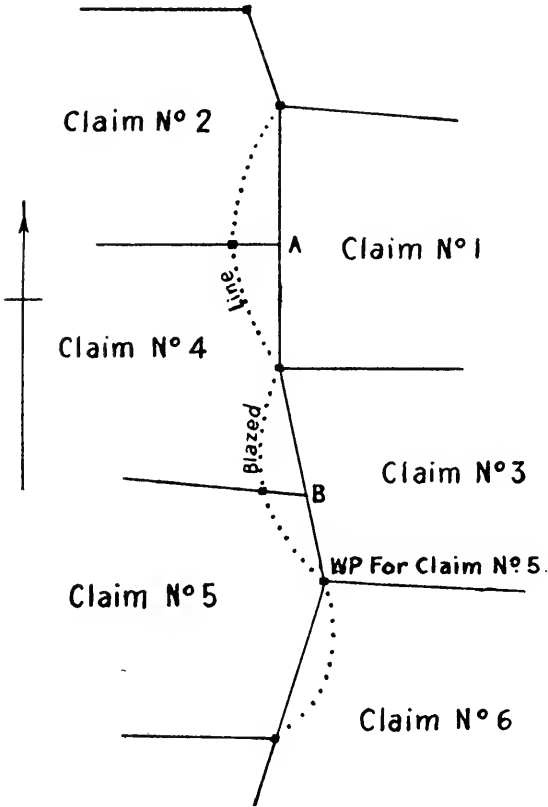 Claim Nº 2
A
Claim Nº 1
Line
Claim Nº 4
Blazed
Claim Nº 3
B
WP For Claim Nº 5.
Claim Nº 5
Claim Nº 6